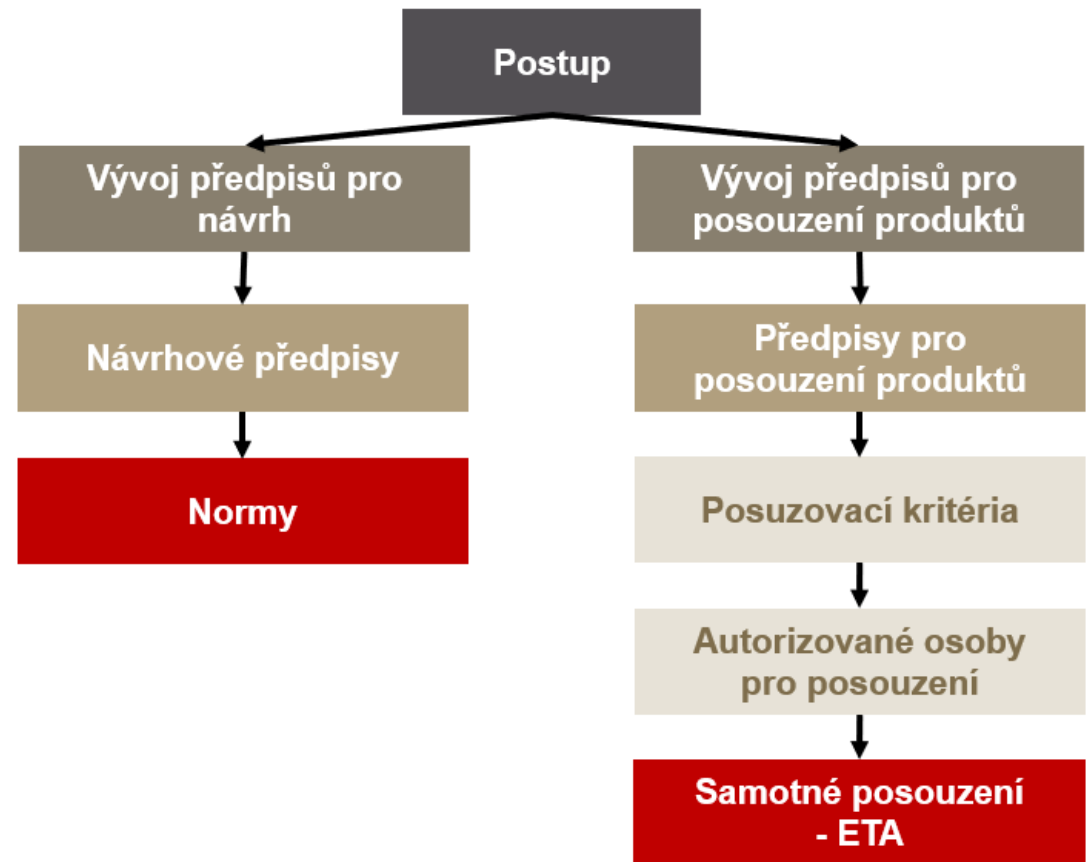 Postup
Vývoj předpisů pro
návrh
Návrhové předpisy
Normy
Vývoj předpisů pro
posouzení produktů
Předpisy pro
posouzení produktů
Posuzovací kritéria
Autorizované osoby
pro posouzení
Samotné posouzení
- ETA